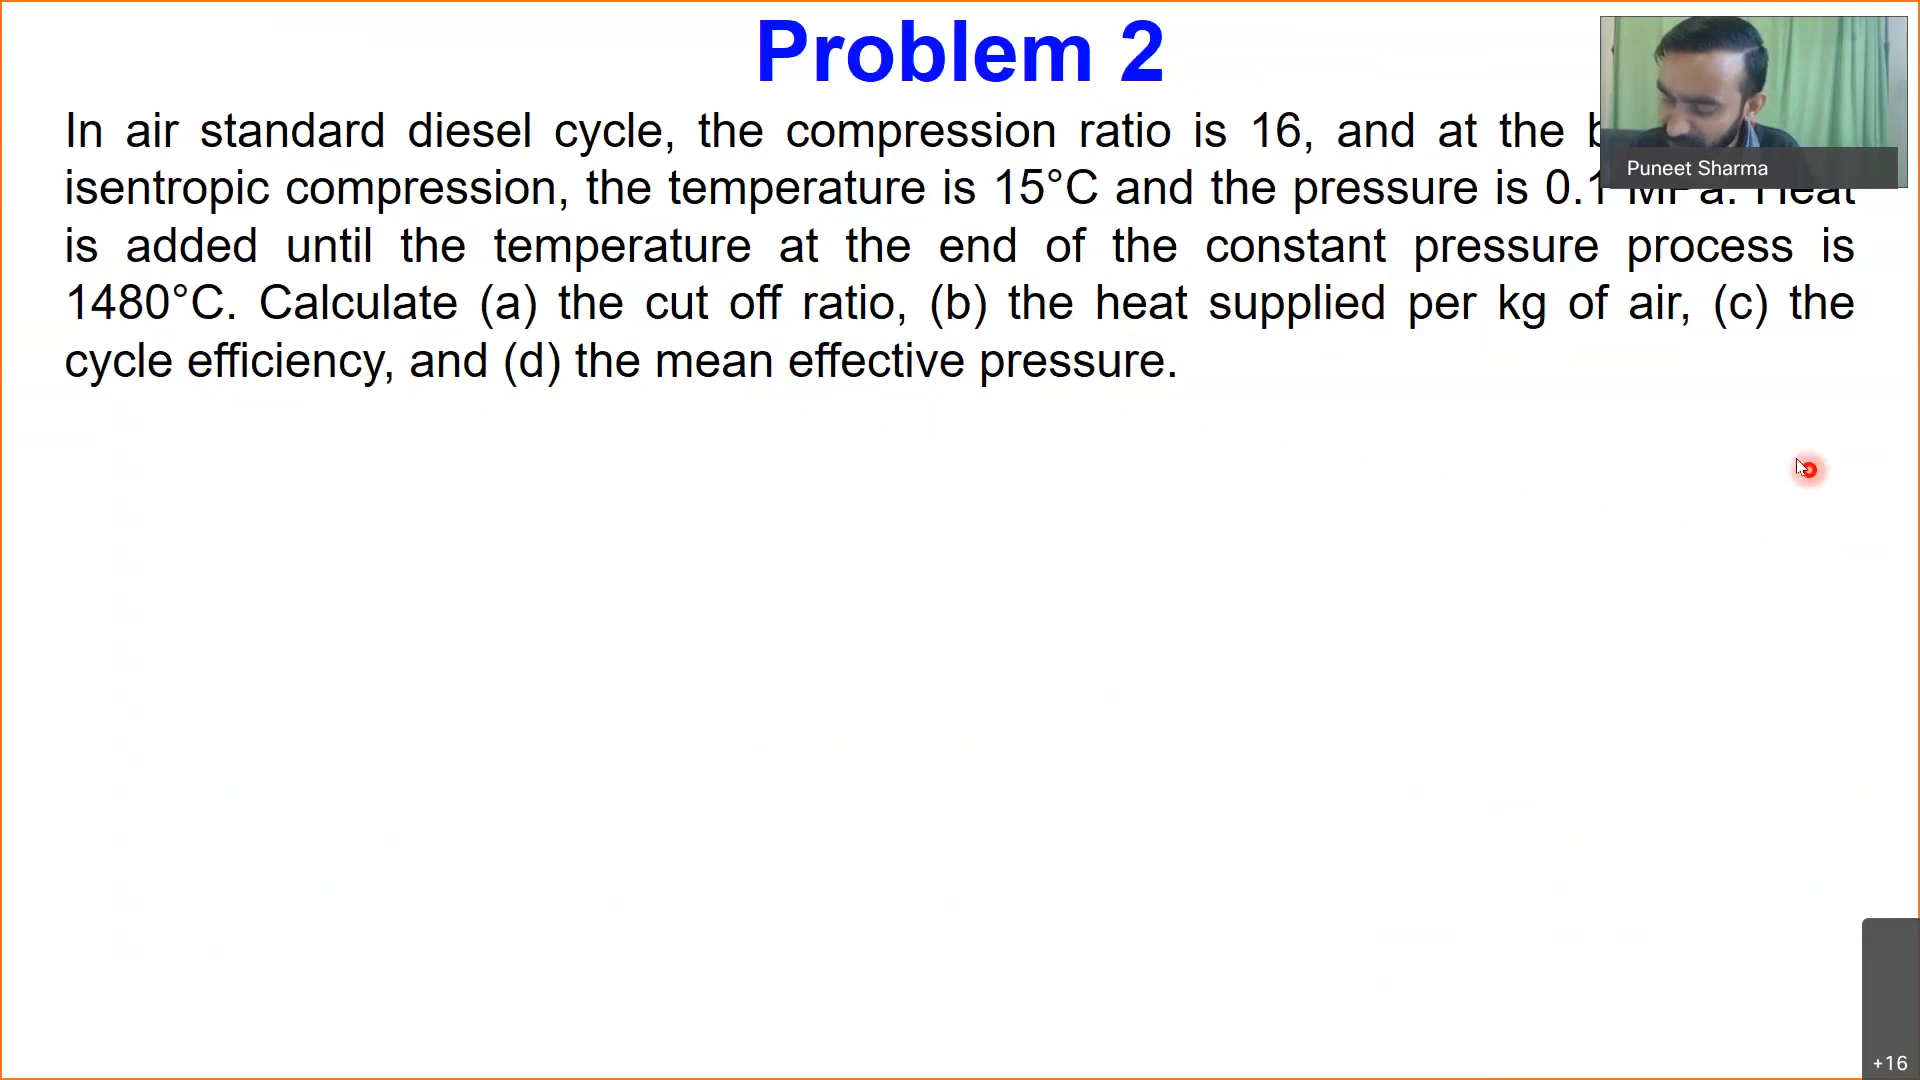 Problem 2
In air standard diesel cycle, the compression ratio is 16, and at the
Puneet Sharma
isentropic compression, the temperature is 15°C and the pressure is 0.1 MPa. Heat
is added until the temperature at the end of the constant pressure process is
1480°C. Calculate (a) the cut off ratio, (b) the heat supplied per kg of air, (c) the
cycle efficiency, and (d) the mean effective pressure.
+16